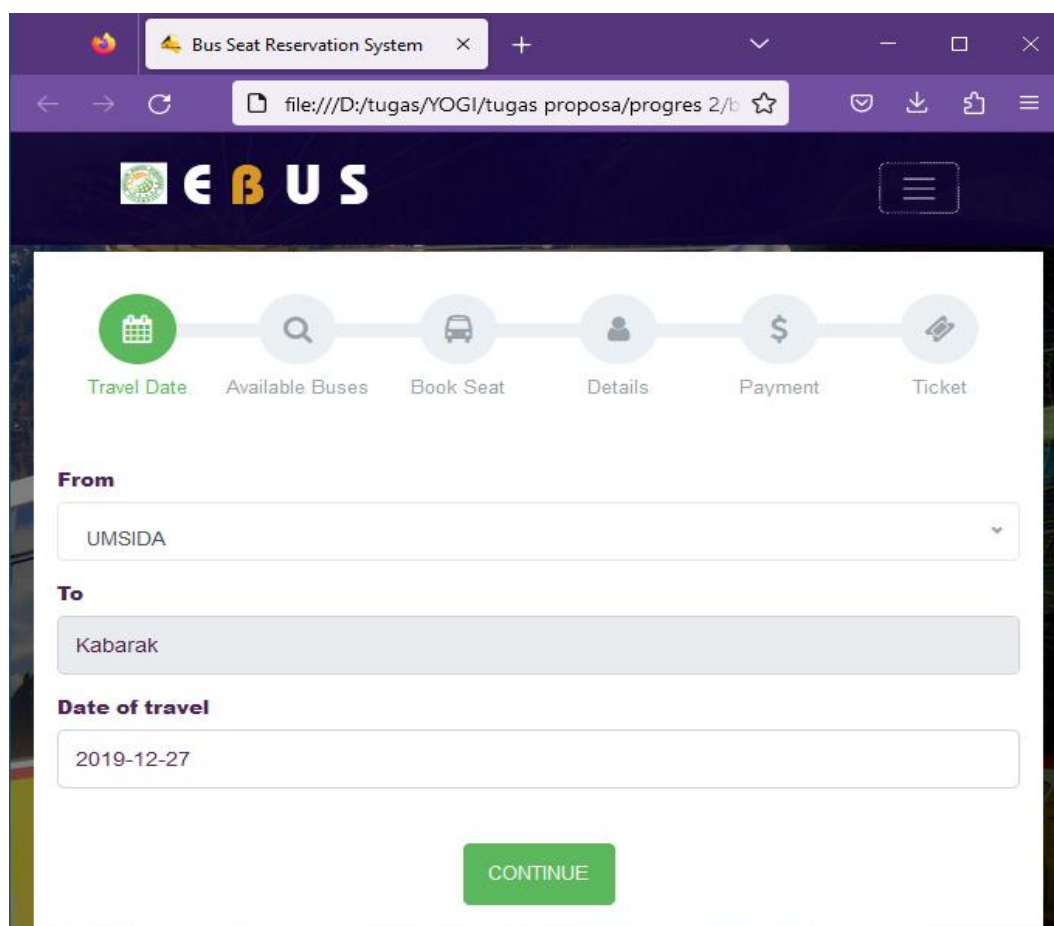 Bus Seat Reservation System
file:///D:/tugas/YOGI/tugas proposa/progres 2/b
EBUS
Travel Date Available Buses Book Seat Details Payment Ticket
From
UMSIDA
To
Kabarak
Date of travel
2019-12-27
CONTINUE